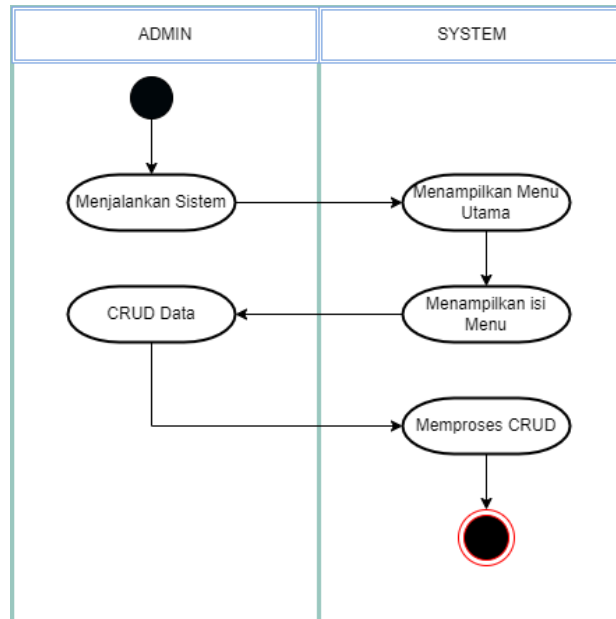 ADMIN
SYSTEM
Menjalankan Sistem
Menampilkan Menu
Utama
CRUD Data
Menampilkan isi
Menu
Memproses CRUD